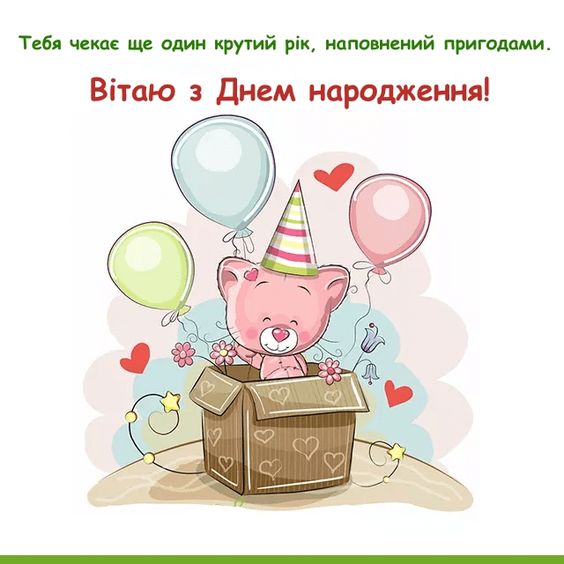 Тебя чекає ще один крутий рік, наповнений пригодами.
Вітаю з Днем народження!